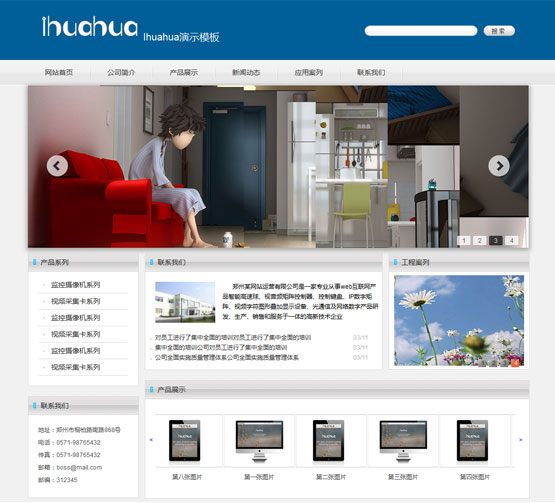 ihuahua
Ihuahua演示模板
搜索
网站首页
公司简介
产品展示
新闻动态
应用案列
联系我们
1
2
3
4
产品系列
监控摄像机系列
视频采集卡系列
监控摄像机系列
视频采集卡系列
监控摄像机系列
视频采集卡系列
联系我们
郑州某网站运营有限公司是一家专业从事web互联网产
品智能高速球、视音频矩阵控制器、控制键盘、IP数字矩
阵、视频字符图形叠加显示设备、光通信及网络数字产品研
发、生产、销售和服务于一体的高新技术企业
对员工进行了集中全面的培训对员工进行了集中全面的培训 03/11
集中全面的培训公司对员工进行了集中全面的培训 03/11
公司全面实施质量管理体系公司全面实施质量管理体系 03/11
工程案列
1 2 3 4
联系我们
地址：郑州市
南路868号
电话：0571-98765432
传真：0571-98765432
邮箱：boss@mail.com
邮编：312345
产品展示
第八张图片
第一张图片
第二张图片
第三张图片
第四张图片